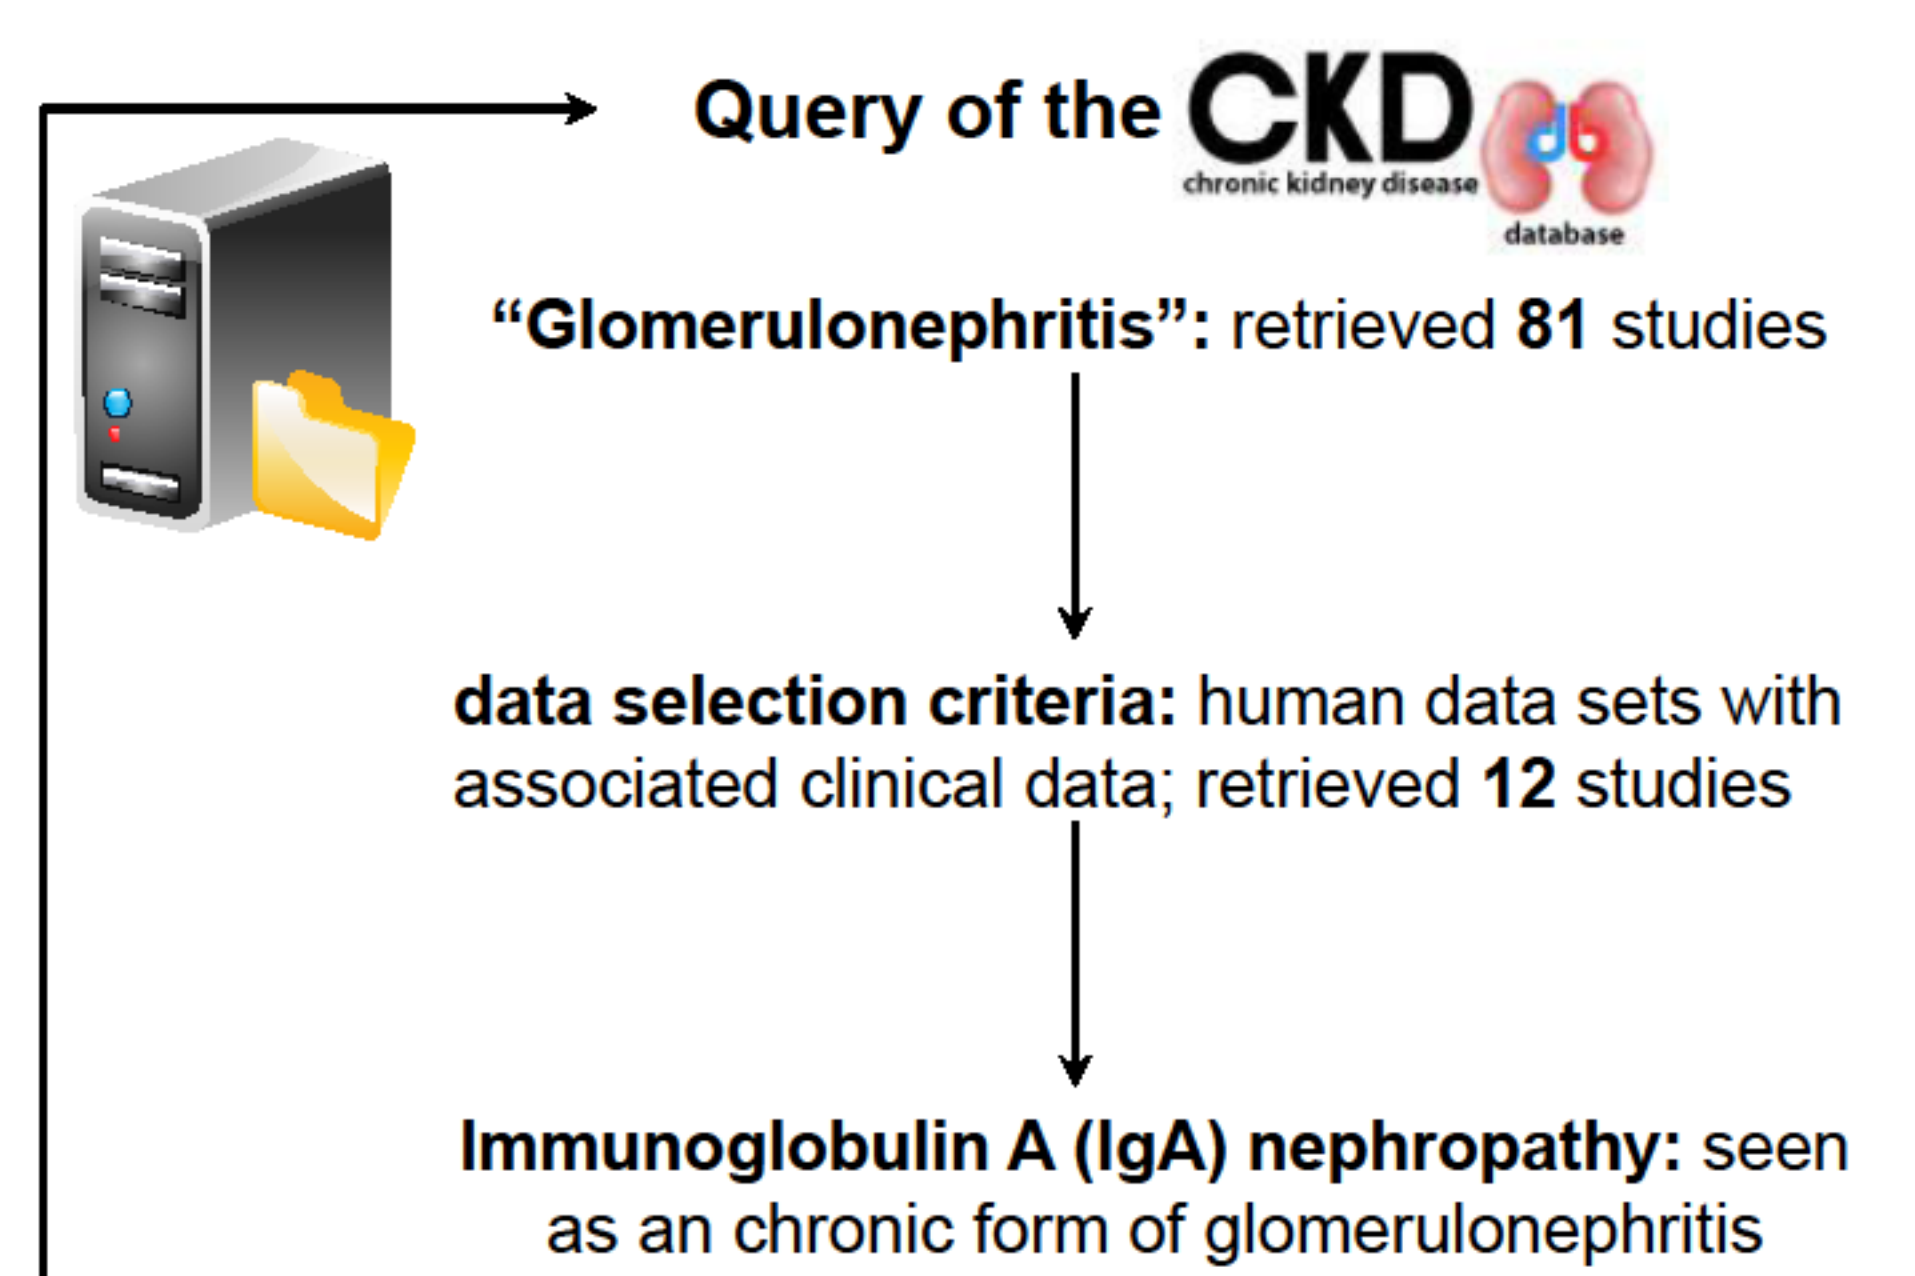 Query of the CKD
chronic kidney disease
db
database
“Glomerulonephritis”: retrieved 81 studies
data selection criteria: human data sets with
associated clinical data; retrieved 12 studies
Immunoglobulin A (IgA) nephropathy: seen
as an chronic form of glomerulonephritis